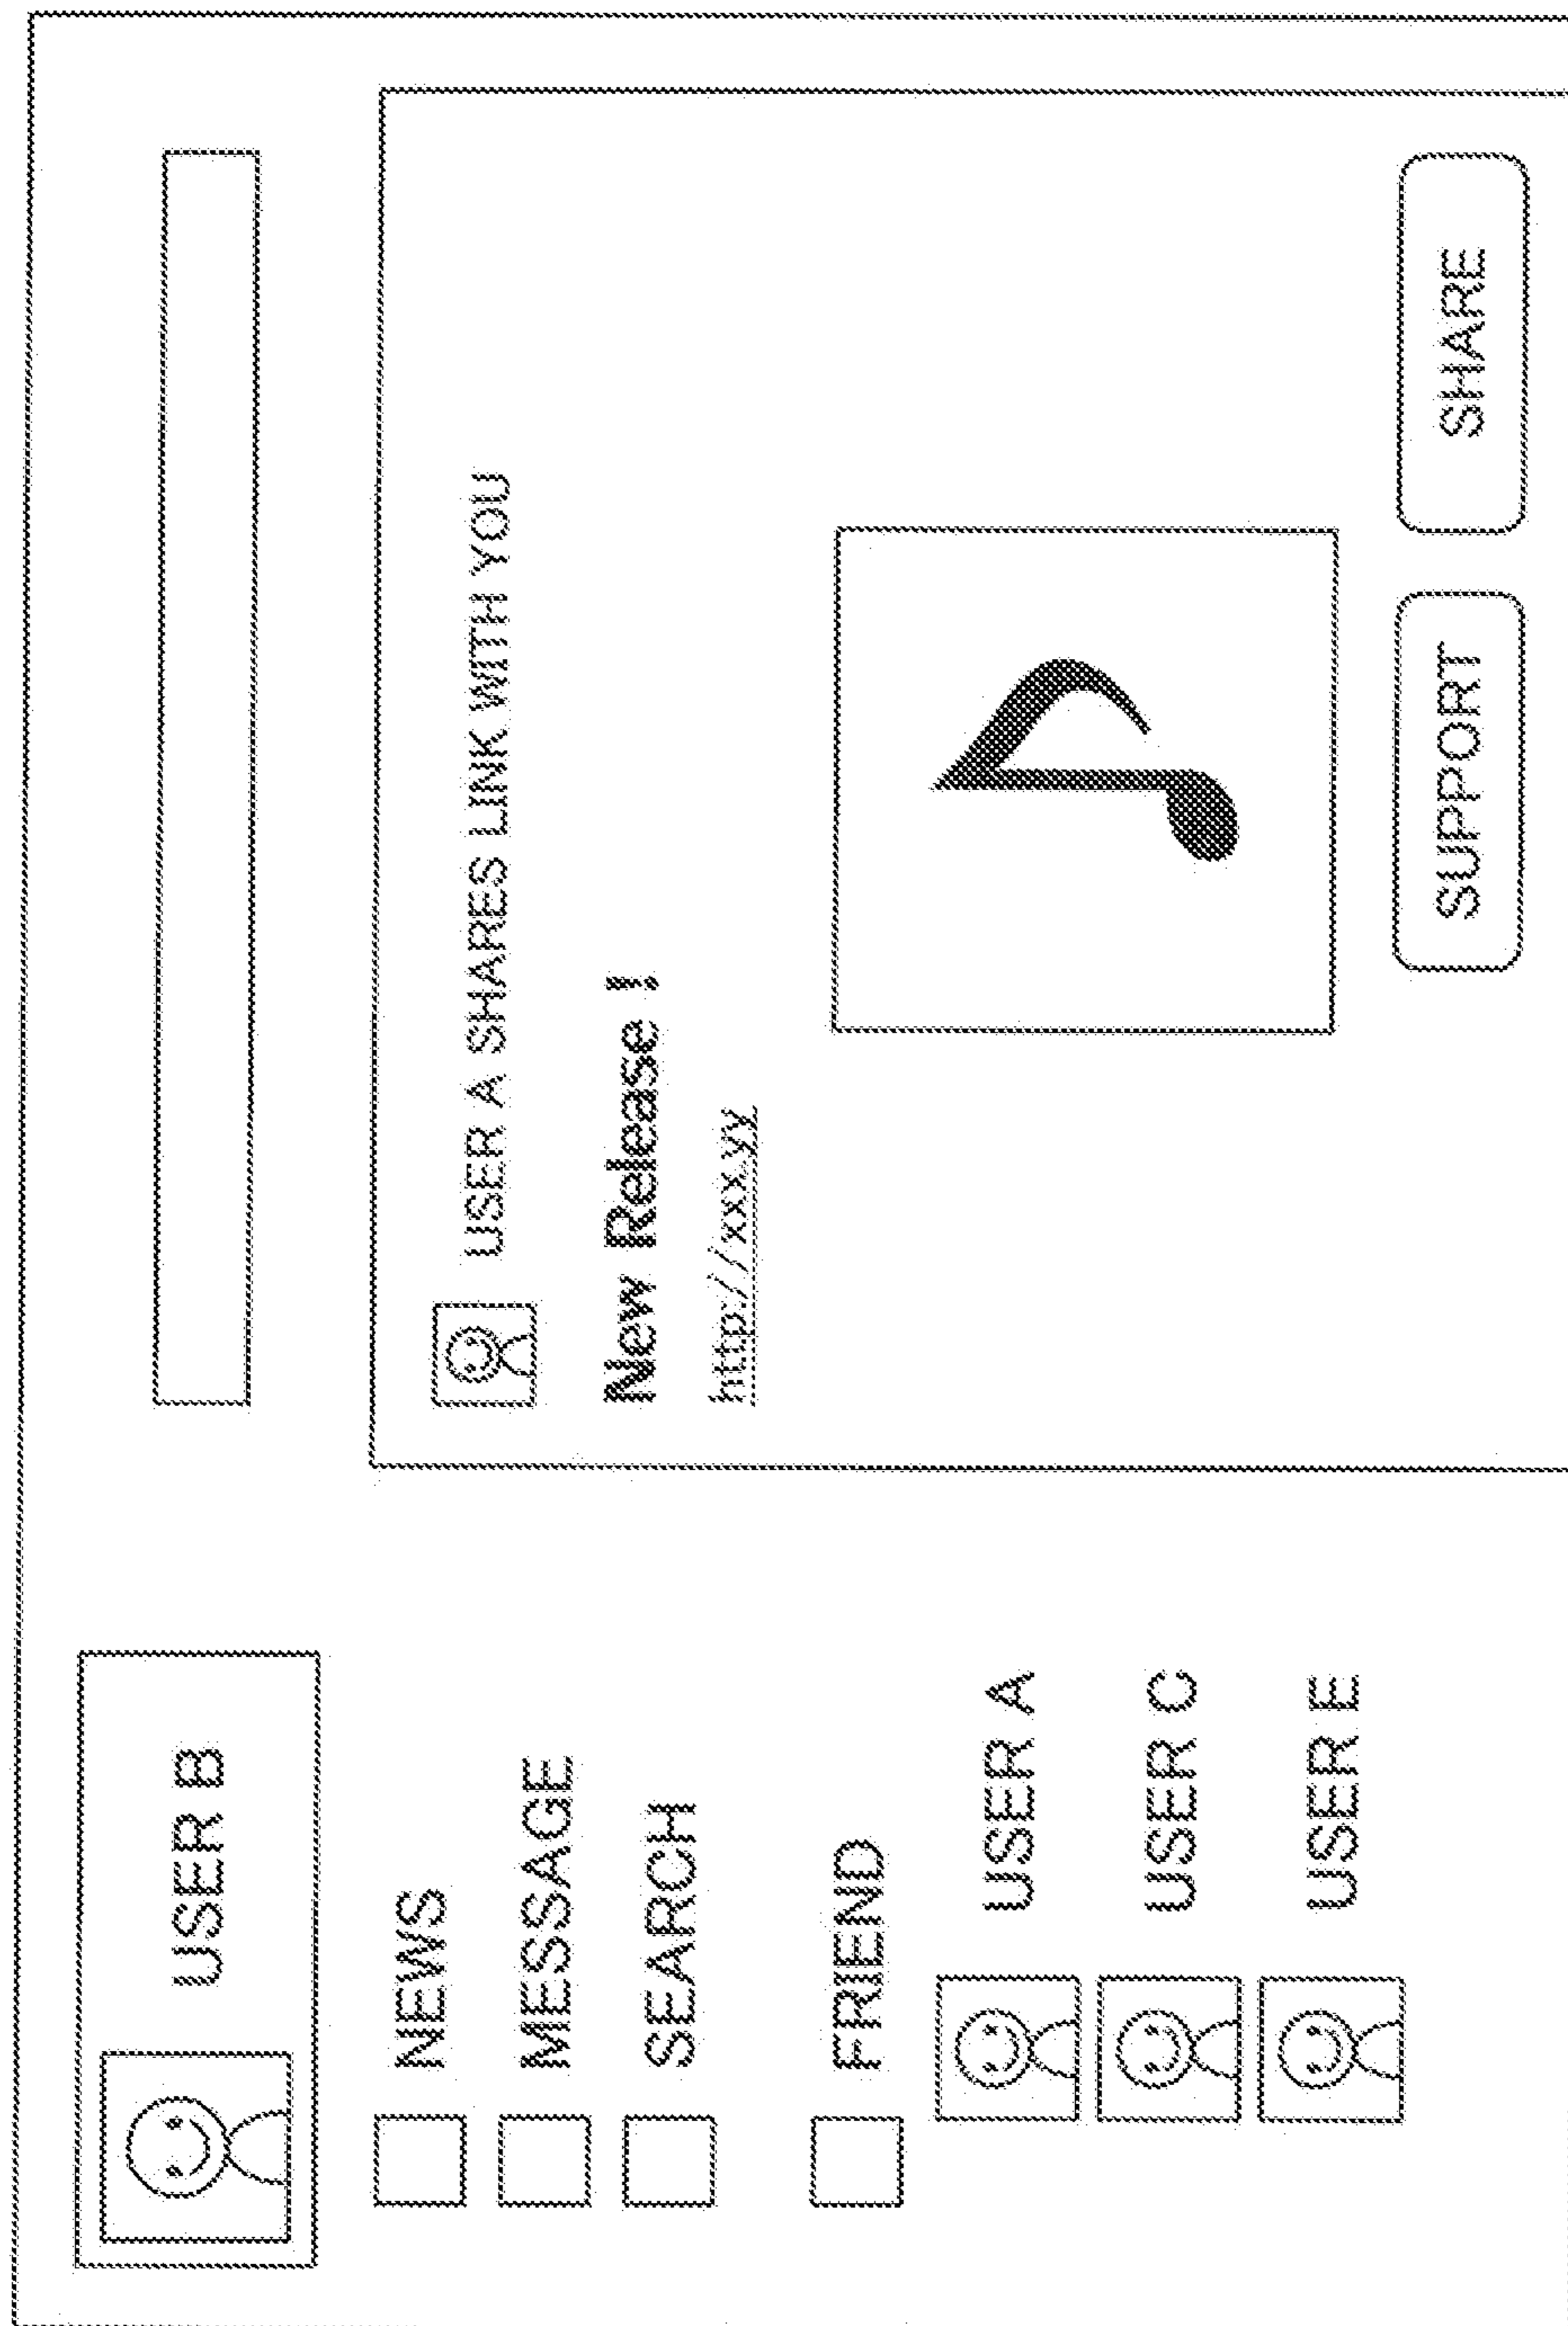 USER B
NEWS
MESSAGE
SEARCH
FRIEND
USER A
USER C
USER E
USER A SHARES LINK WITH YOU
New Release !
http://xxx.yy
SUPPORT
SHARE